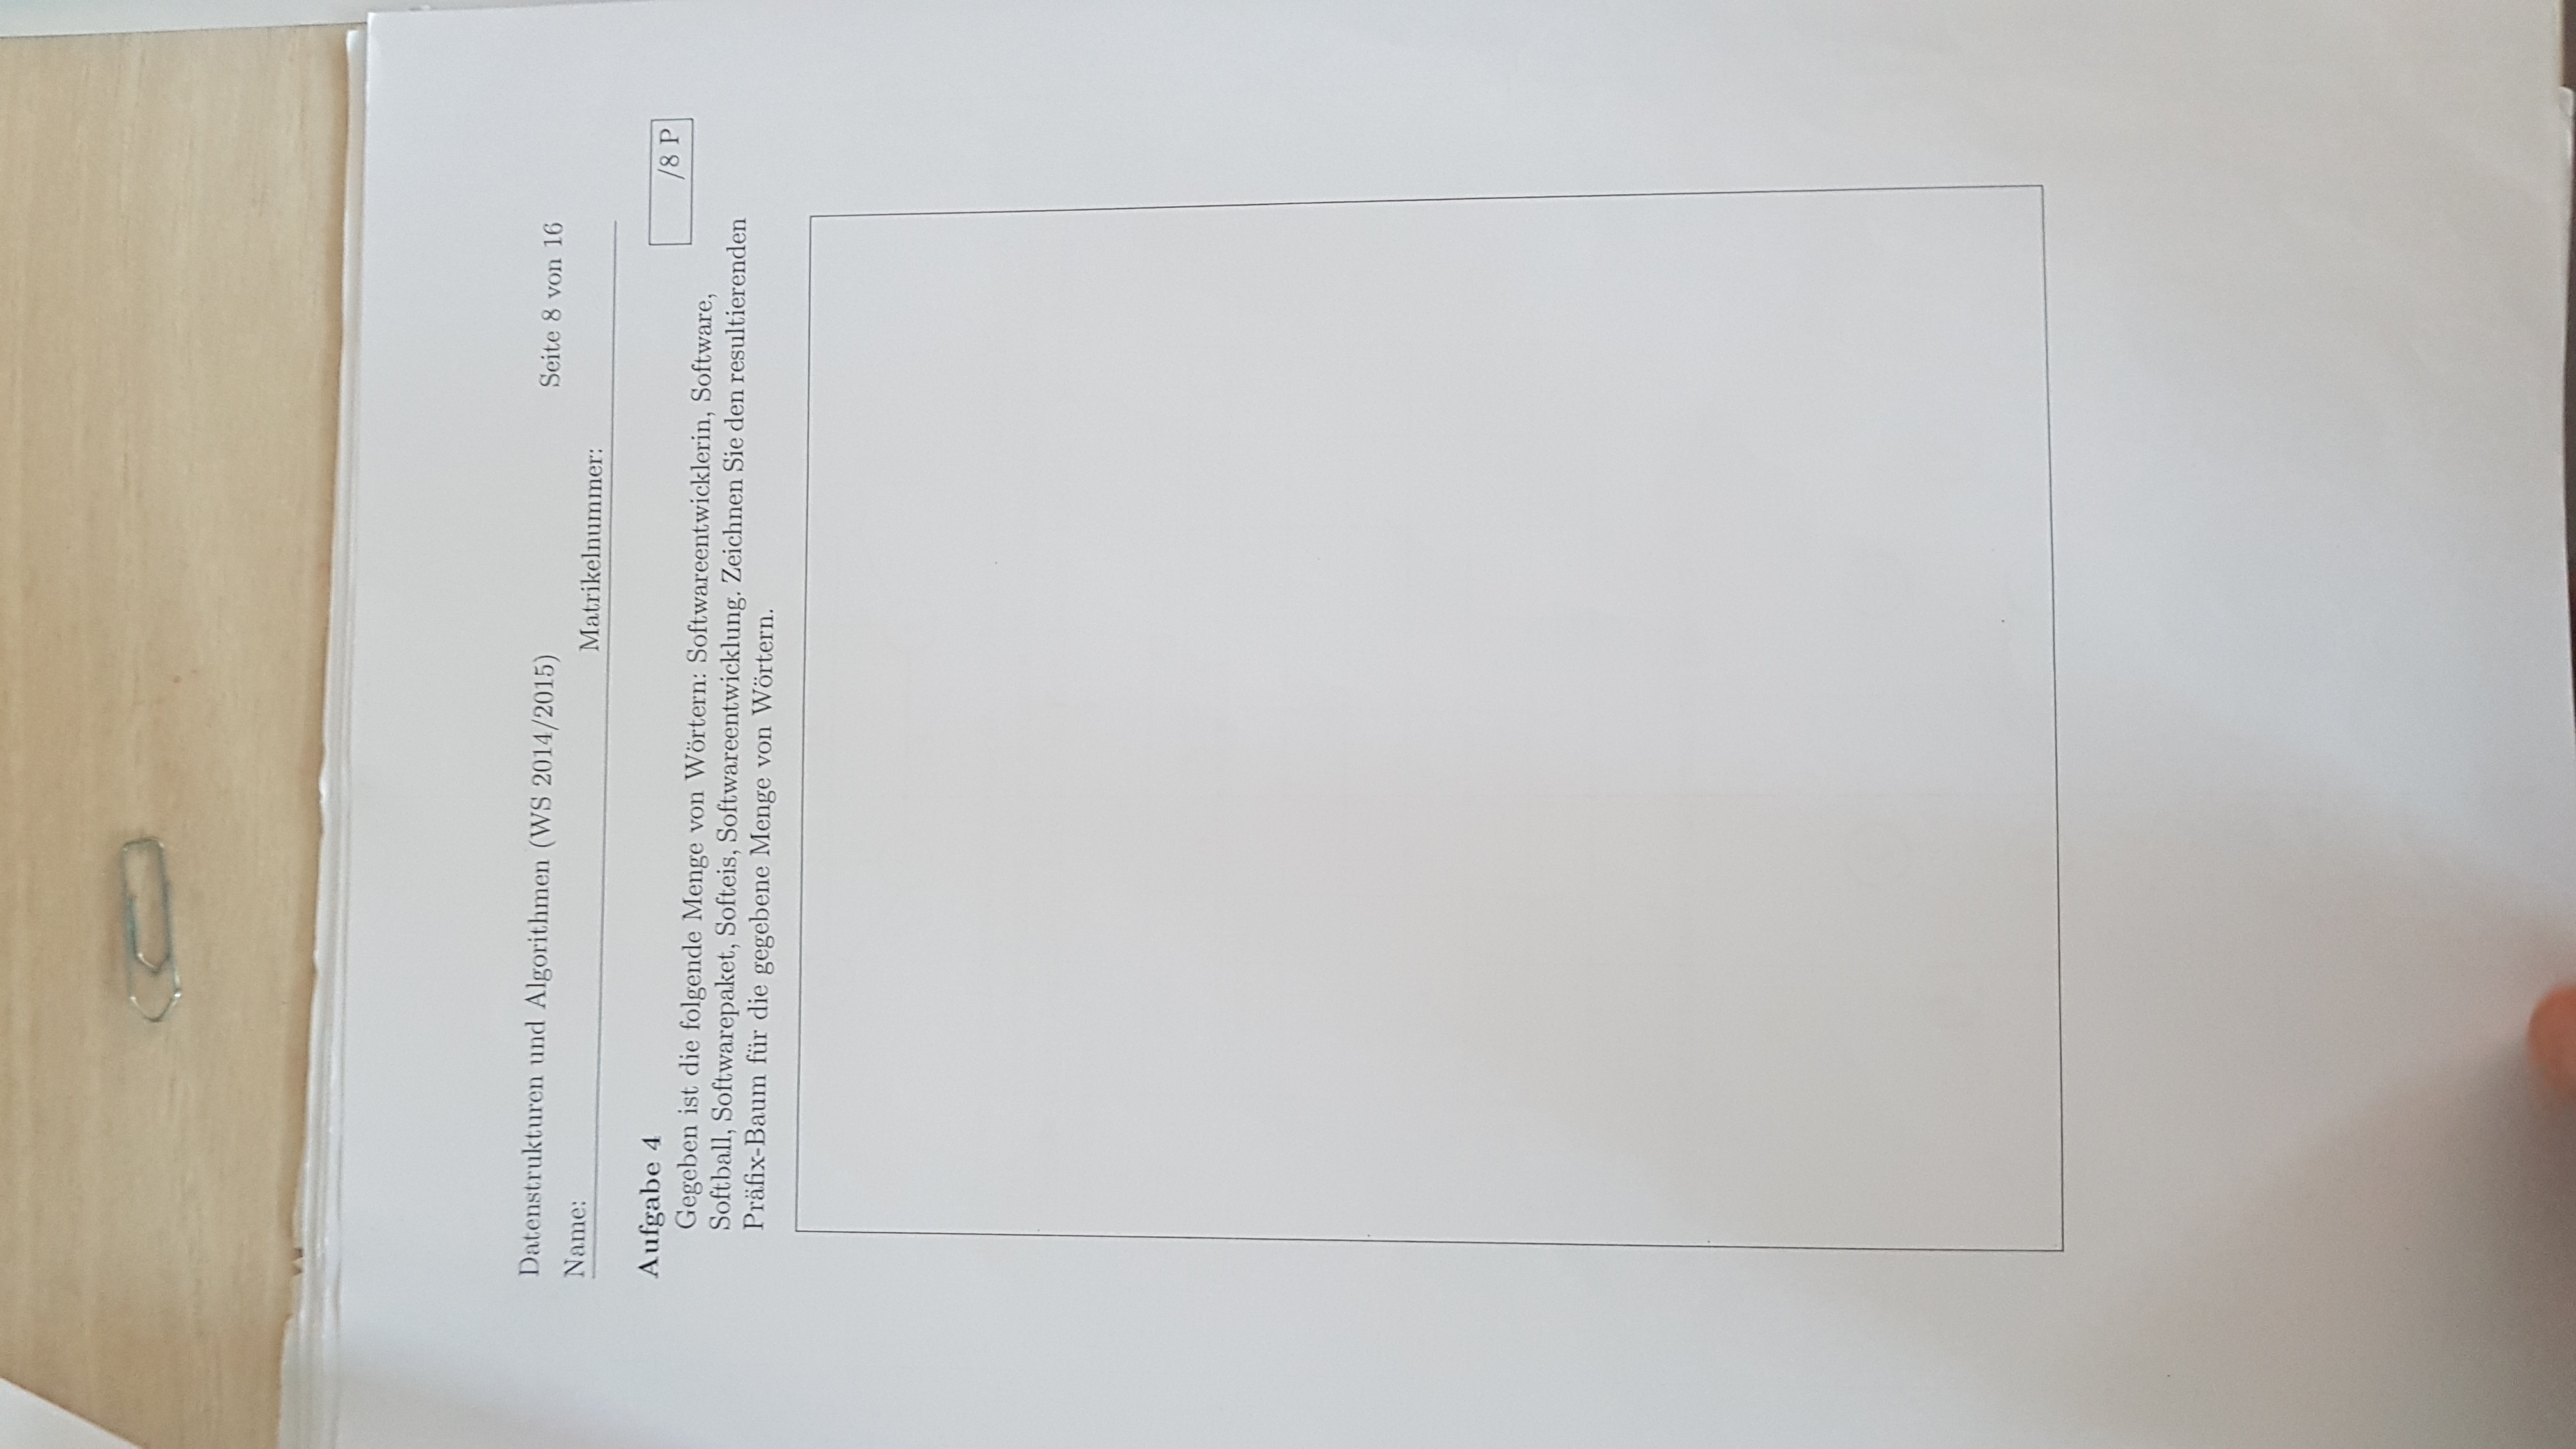 Datenstrukturen und Algorithmen (WS 2014/2015) Seite 8 von 16
Name: Matrikelnummer:
Aufgabe 4 /8 P
Gegeben ist die folgende Menge von Wörtern: Softwareentwicklerin, Software,
Softball, Softwarepaket, Softeis, Softwareentwicklung. Zeichnen Sie den resultierenden
Präfix-Baum für die gegebene Menge von Wörtern.